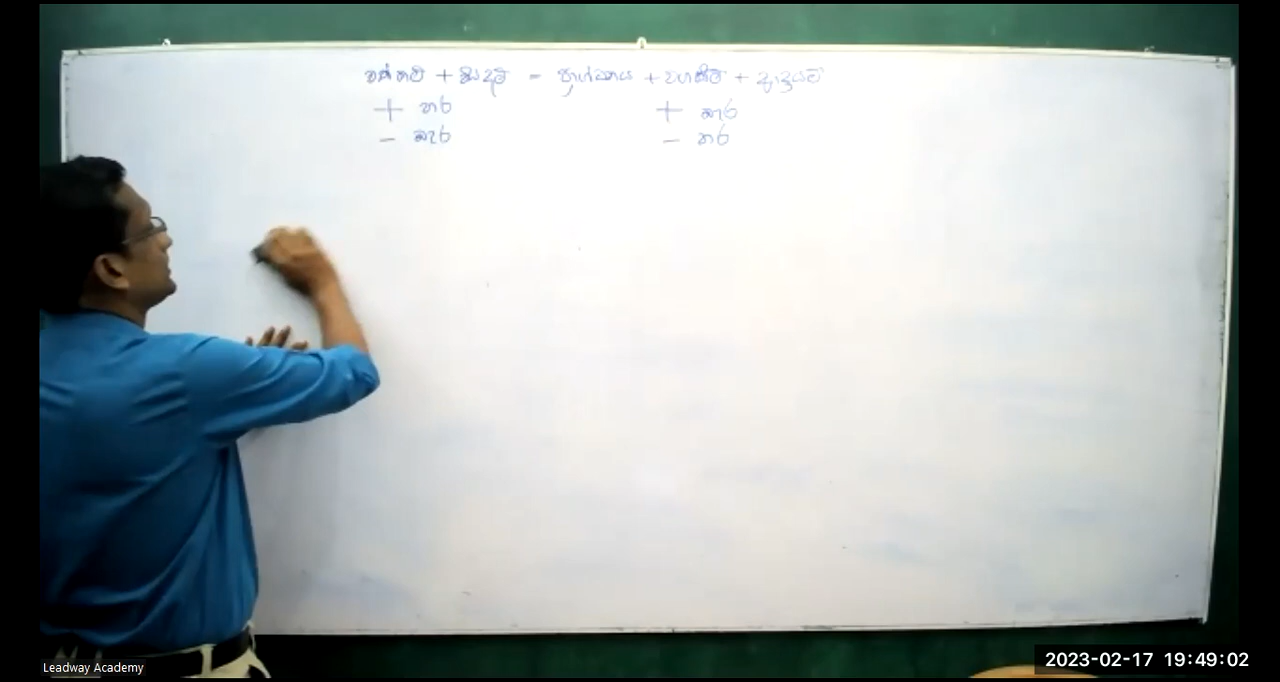 වත්කම් + වියදම් = ප්‍රාග්ධනය + වගකීම් + ආදායම්
+ හර + බැර
- බැර - හර
Leadway Academy
2023-02-17 19:49:02